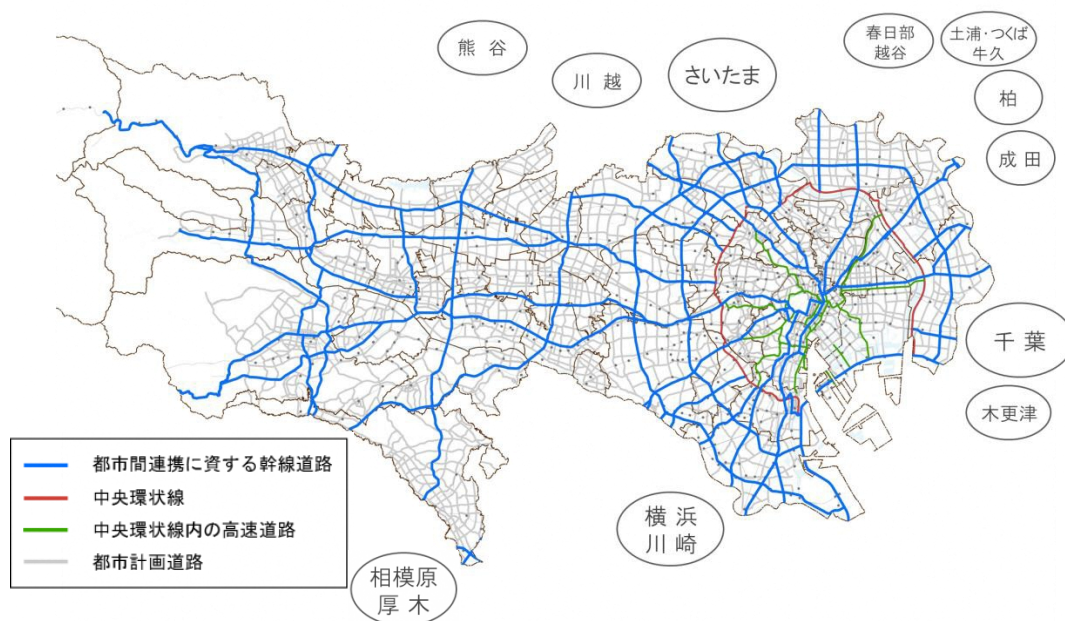 熊谷
川越
さいたま
春日部
越谷
土浦・つくば
牛久
柏
成田
千葉
木更津
横浜
川崎
相模原
厚木
都市間連携に資する幹線道路
中央環状線
中央環状線内の高速道路
都市計画道路